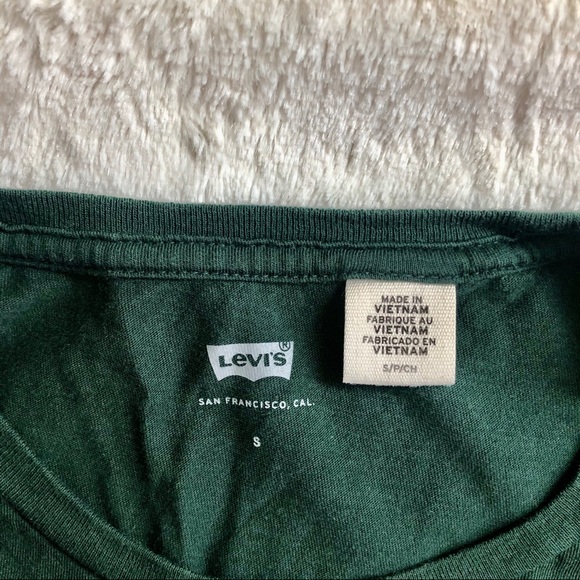 Levi's®
SAN FRANCISCO, CAL.
S
MADE IN
VIETNAM
FABRIQUE AU
VIETNAM
FABRICADO EN
VIETNAM
S/P/CH